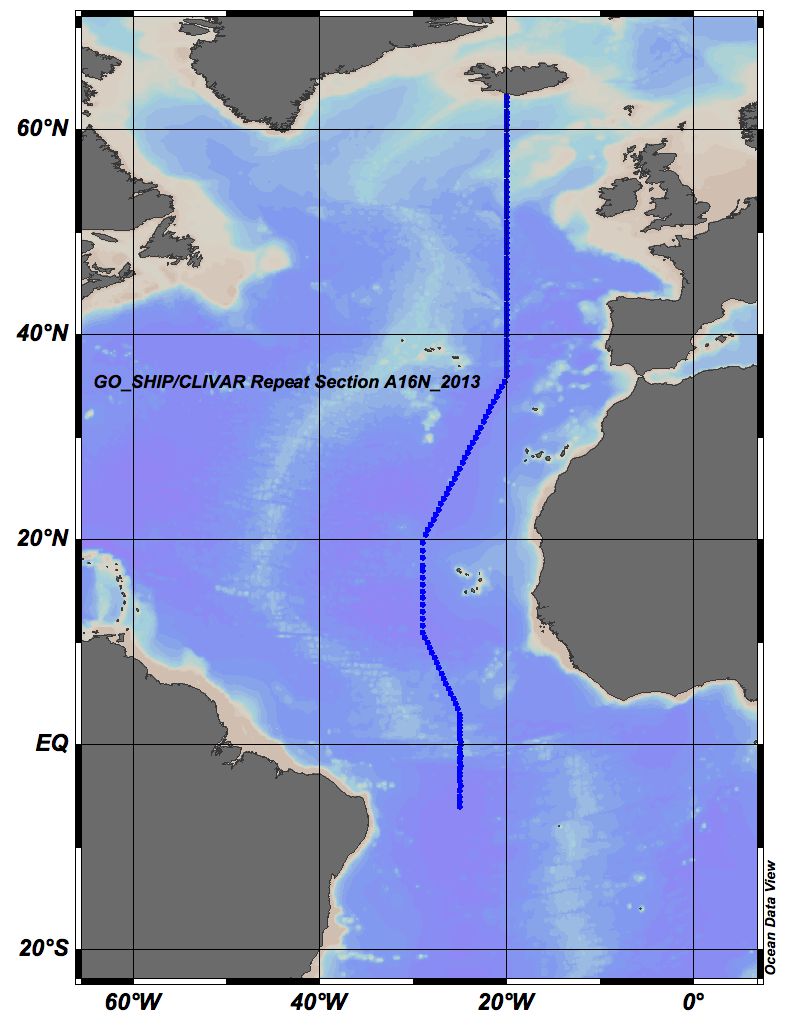 60°N
40°N
GO_SHIP/CLIVAR Repeat Section A16N_2013
20°N
EQ
20°S
60°W
40°W
20°W
0°
Ocean Data View